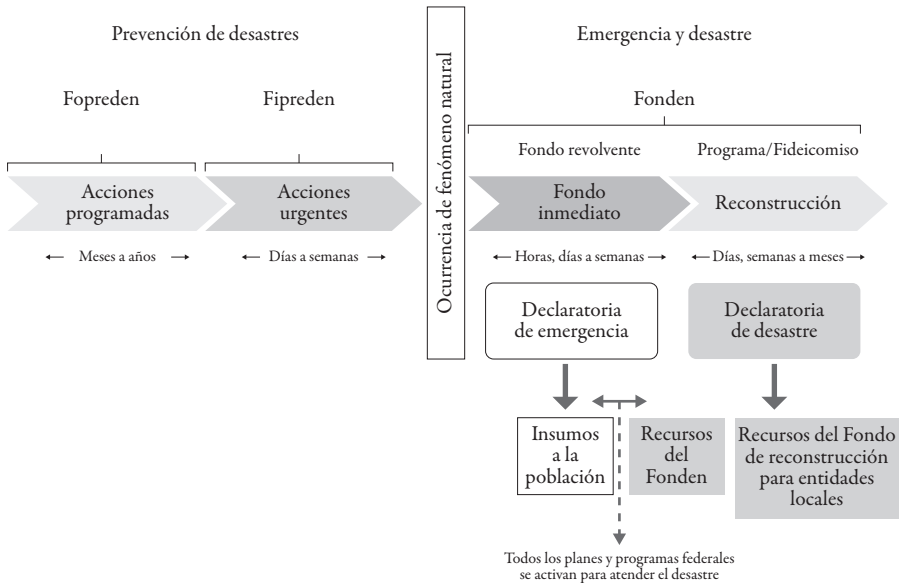 Prevención de desastres
Emergencia y desastre
Fopreden
Fipreden
Fonden
Fondo revolvente
Programa/Fideicomiso
Acciones
programadas
Acciones
urgentes
Ocurrencia de fenómeno natural
Fondo
inmediato
Reconstrucción
Meses a años
Días a semanas
Horas, días a semanas
Días, semanas a meses
Declaratoria
de emergencia
Declaratoria
de desastre
Insumos
a la
población
Recursos
del
Fonden
Recursos del Fondo
de reconstrucción
para entidades
locales
Todos los planes y programas federales
se activan para atender el desastre